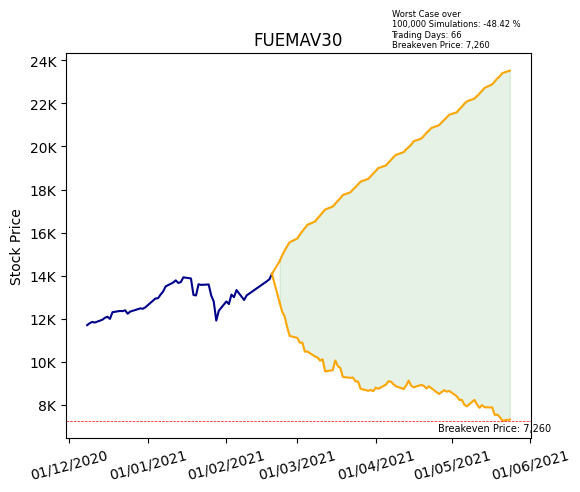 Worst Case over
100,000 Simulations: -48.42 %
Trading Days: 66
Breakeven Price: 7,260
FUEMAV30
24K
22K
20K
18K
16K
14K
12K
10K
8K
Stock Price
Breakeven Price: 7,260
01/12/2020
01/01/2021
01/02/2021
01/03/2021
01/04/2021
01/05/2021
01/06/2021